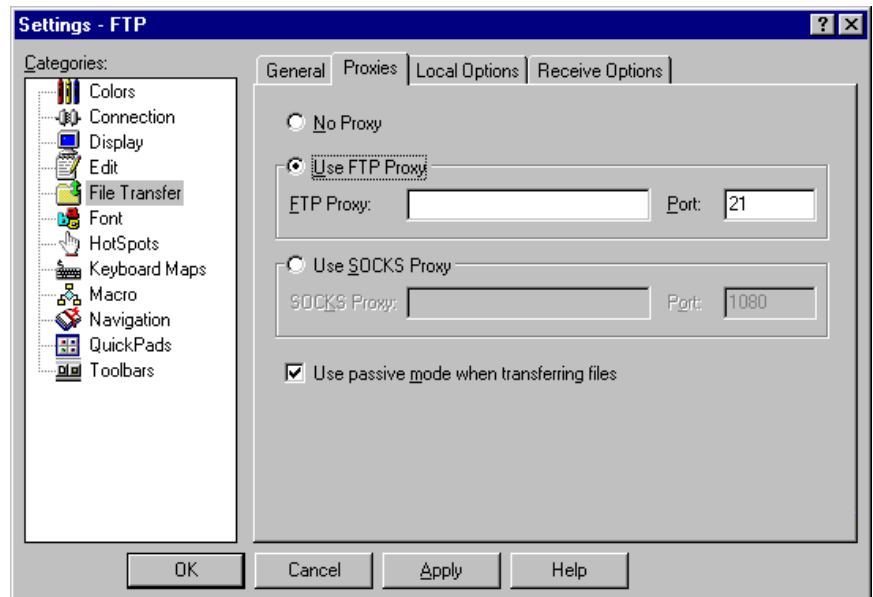 Settings - FTP
Categories:
Colors
Connection
Display
Edit
File Transfer
Font
HotSpots
Keyboard Maps
Macro
Navigation
QuickPads
Toolbars
General Proxies Local Options Receive Options
No Proxy
Use FTP Proxy
FTP Proxy: Port: 21
Use SOCKS Proxy
SOCKS Proxy: Port: 1080
Use passive mode when transferring files
OK Cancel Apply Help